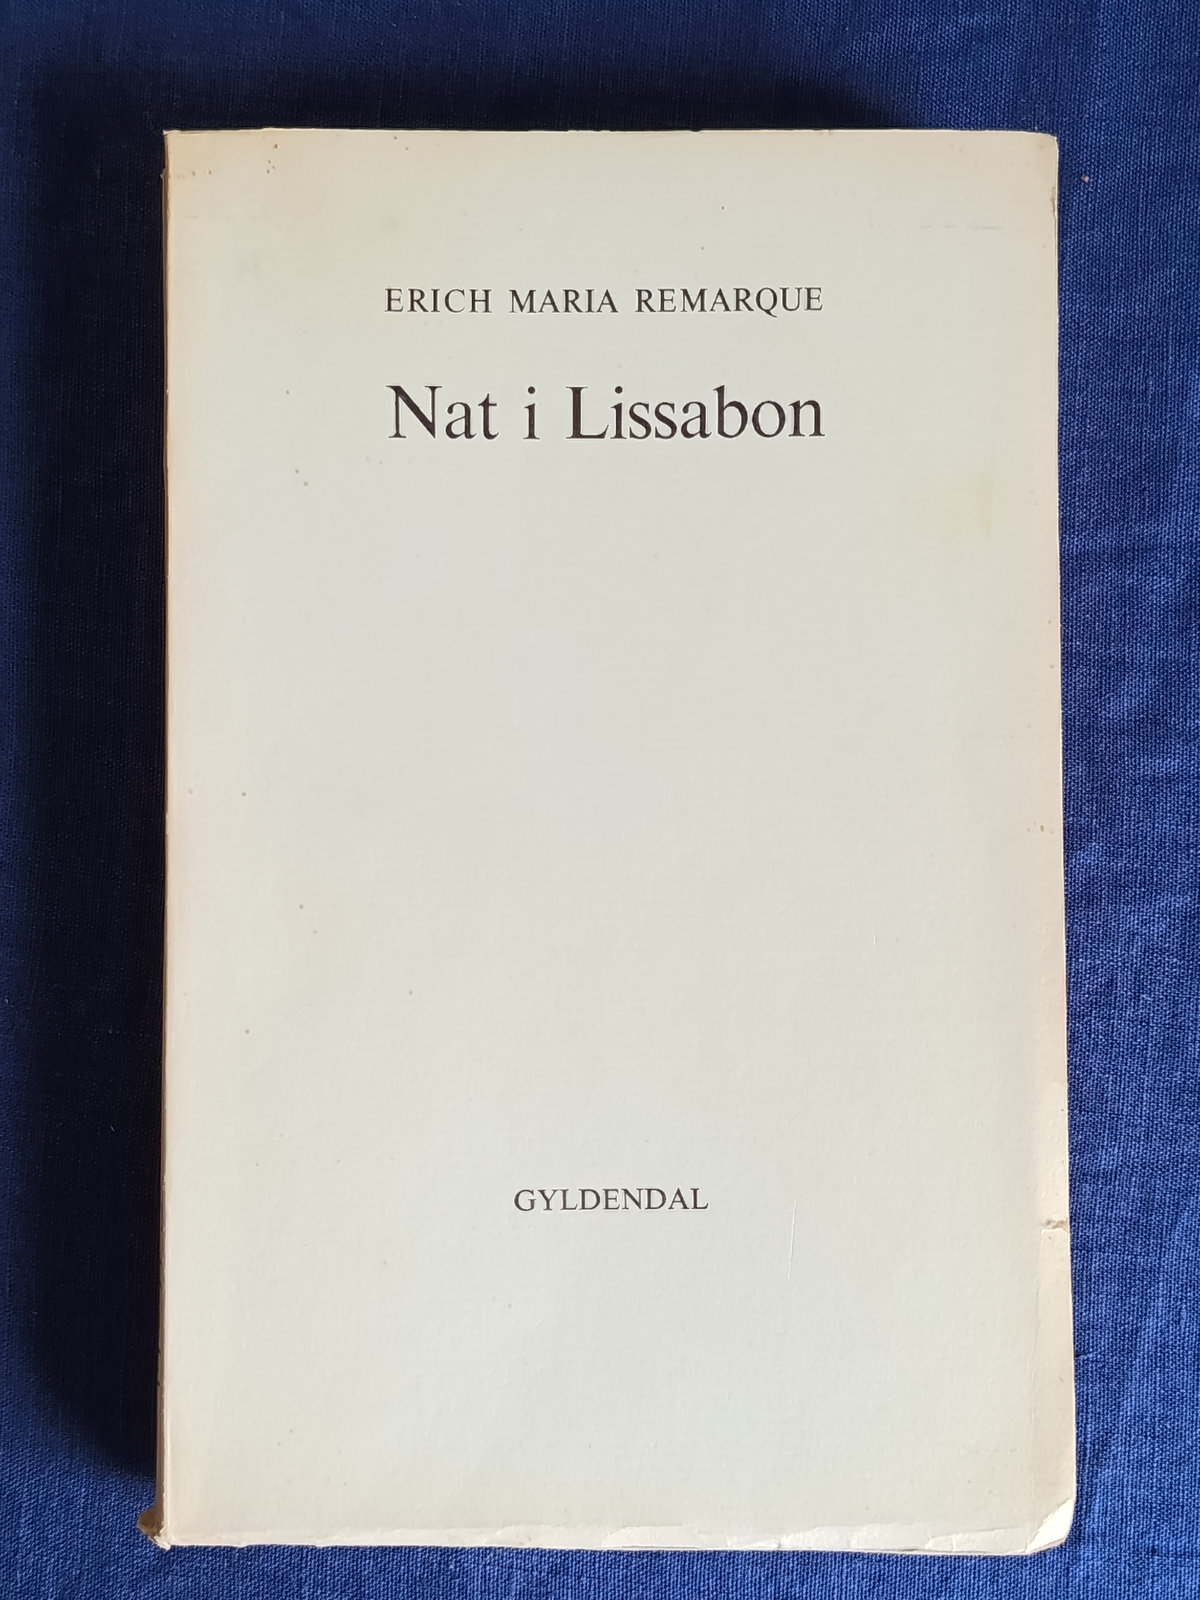 ERICH MARIA REMARQUE
Nat i Lissabon
GYLDENDAL